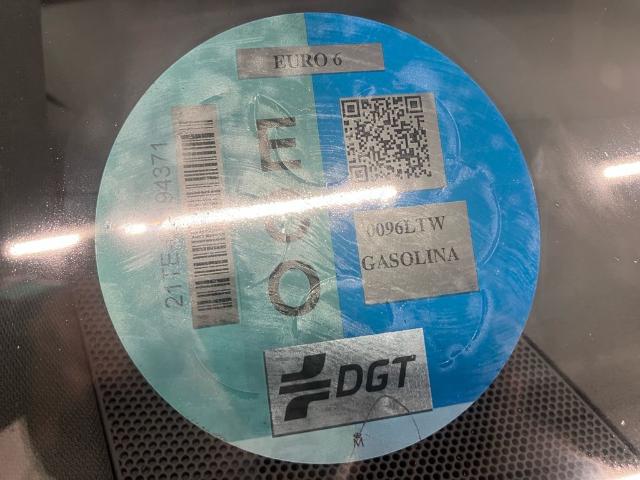 EURO 6
ECO
0096LTW
GASOLINA
DGT
M